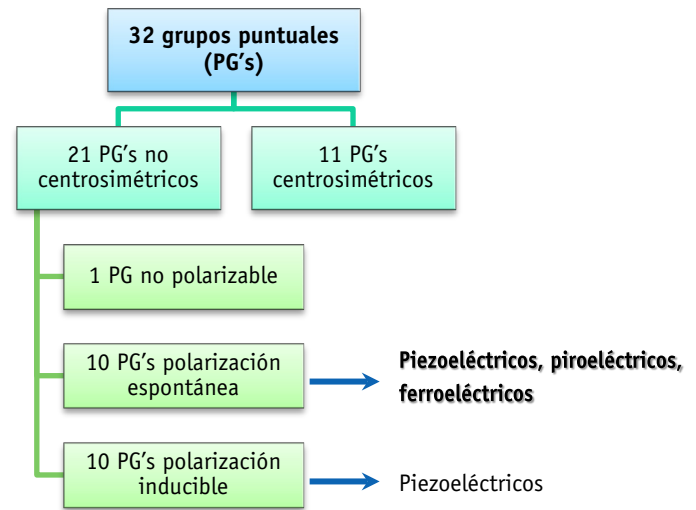 32 grupos puntuales
(PG’s)
21 PG’s no
centrosimétricos
11 PG’s
centrosimétricos
1 PG no polarizable
10 PG’s polarización
espontánea
Piezoeléctricos, piroeléctricos,
ferroeléctricos
10 PG’s polarización
inducible
Piezoeléctricos